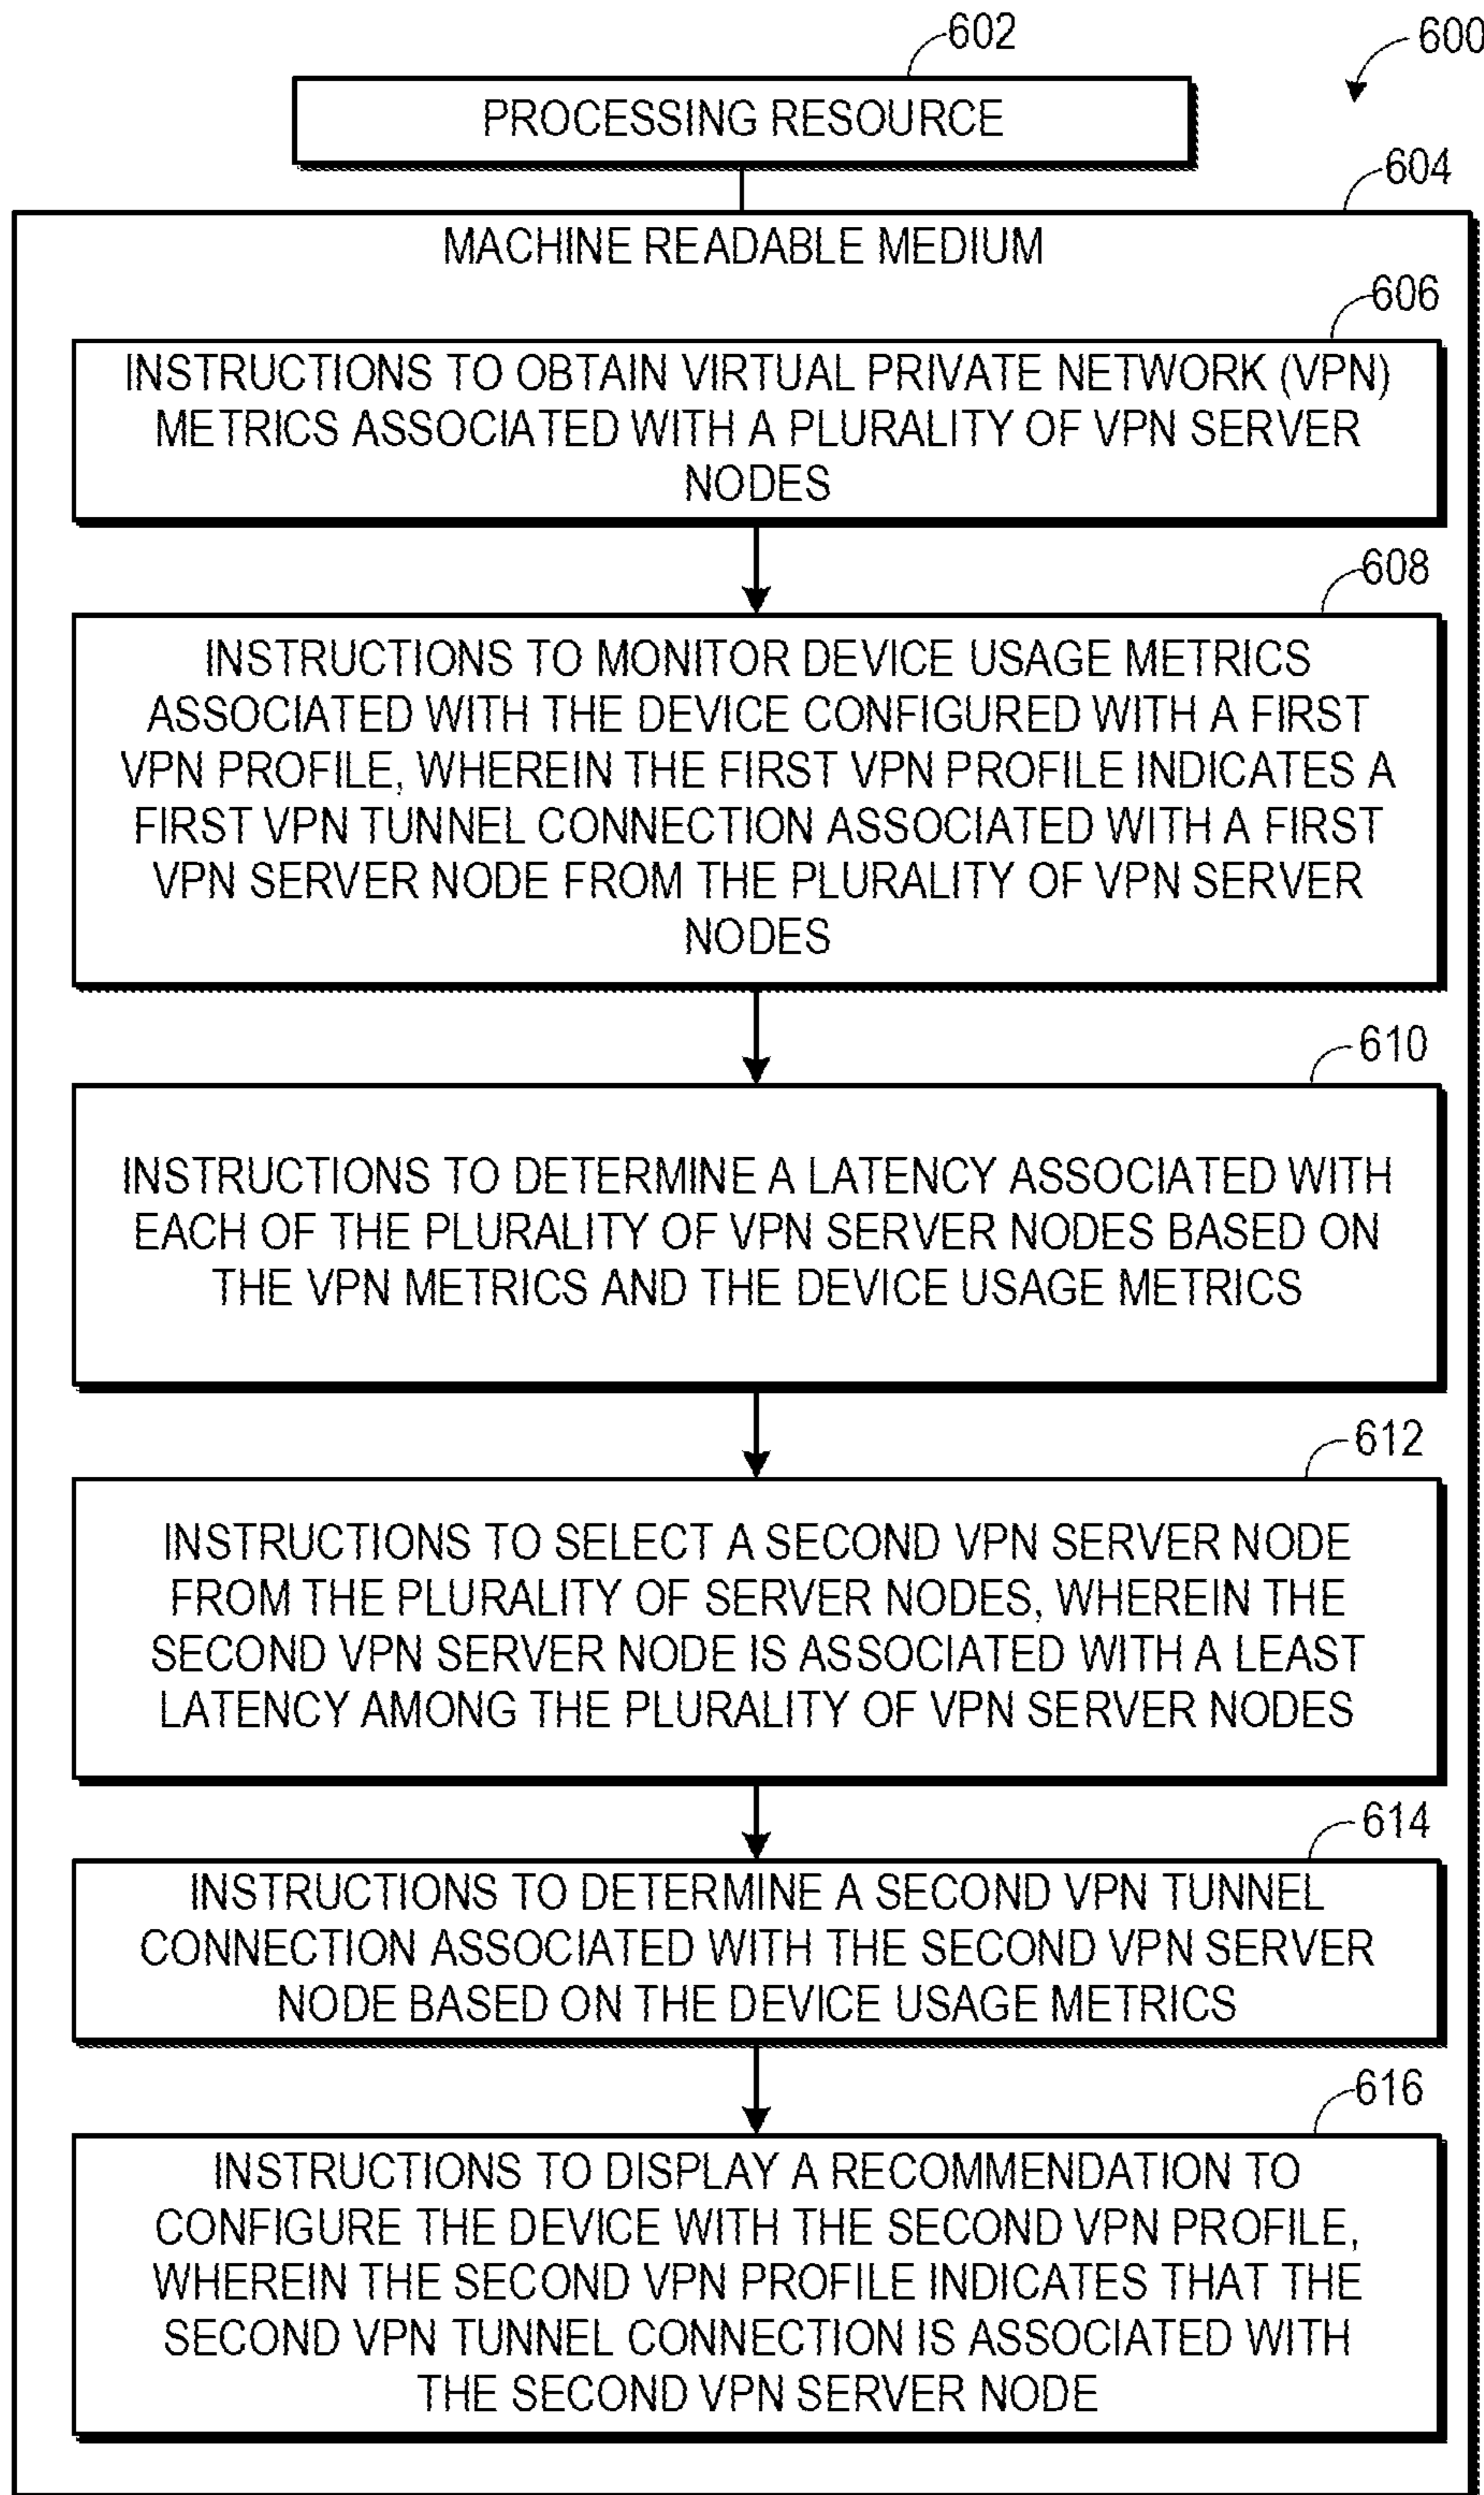 602
600
PROCESSING RESOURCE
604
MACHINE READABLE MEDIUM
606
INSTRUCTIONS TO OBTAIN VIRTUAL PRIVATE NETWORK (VPN)
METRICS ASSOCIATED WITH A PLURALITY OF VPN SERVER
NODES
608
INSTRUCTIONS TO MONITOR DEVICE USAGE METRICS
ASSOCIATED WITH THE DEVICE CONFIGURED WITH A FIRST
VPN PROFILE, WHEREIN THE FIRST VPN PROFILE INDICATES A
FIRST VPN TUNNEL CONNECTION ASSOCIATED WITH A FIRST
VPN SERVER NODE FROM THE PLURALITY OF VPN SERVER
NODES
610
INSTRUCTIONS TO DETERMINE A LATENCY ASSOCIATED WITH
EACH OF THE PLURALITY OF VPN SERVER NODES BASED ON
THE VPN METRICS AND THE DEVICE USAGE METRICS
612
INSTRUCTIONS TO SELECT A SECOND VPN SERVER NODE
FROM THE PLURALITY OF SERVER NODES, WHEREIN THE
SECOND VPN SERVER NODE IS ASSOCIATED WITH A LEAST
LATENCY AMONG THE PLURALITY OF VPN SERVER NODES
614
INSTRUCTIONS TO DETERMINE A SECOND VPN TUNNEL
CONNECTION ASSOCIATED WITH THE SECOND VPN SERVER
NODE BASED ON THE DEVICE USAGE METRICS
616
INSTRUCTIONS TO DISPLAY A RECOMMENDATION TO
CONFIGURE THE DEVICE WITH THE SECOND VPN PROFILE,
WHEREIN THE SECOND VPN PROFILE INDICATES THAT THE
SECOND VPN TUNNEL CONNECTION IS ASSOCIATED WITH
THE SECOND VPN SERVER NODE